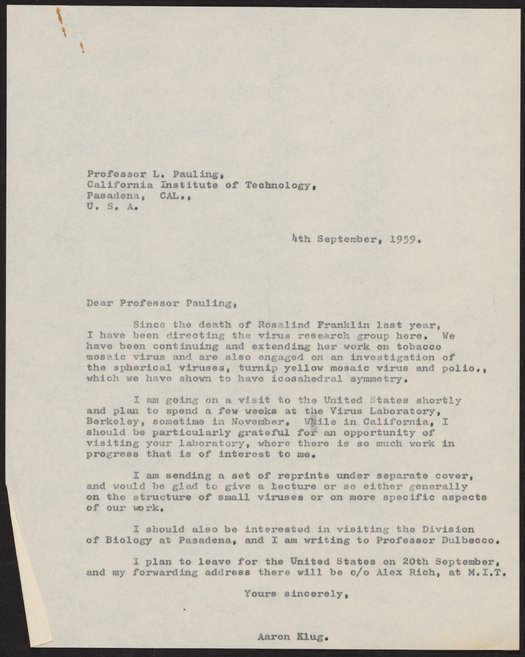 Professor L. Pauling,
California Institute of Technology,
Pasadena, CAL.,
U. S. A.
4th September, 1959.
Dear Professor Pauling,
Since the death of Rosalind Franklin last year,
I have been directing the virus research group here. We
have been continuing and extending her work on tobacco
mosaic virus and are also engaged on an investigation of
the spherical viruses, turnip yellow mosaic virus and polio.,
which we have shown to have icosahedral symmetry.
I am going on a visit to the United States shortly
and plan to spend a few weeks at the Virus Laboratory,
Berkeley, sometime in November. While in California, I
should be particularly grateful for an opportunity of
visiting your laboratory, where there is so much work in
progress that is of interest to me.
I am sending a set of reprints under separate cover,
and would be glad to give a lecture or so either generally
on the structure of small viruses or on more specific aspects
of our work.
I should also be interested in visiting the Division
of Biology at Pasadena, and I am writing to Professor Dulbecco.
I plan to leave for the United States on 20th September,
and my forwarding address there will be c/o Alex Rich, at M.I.T.
Yours sincerely,
Aaron Klug.